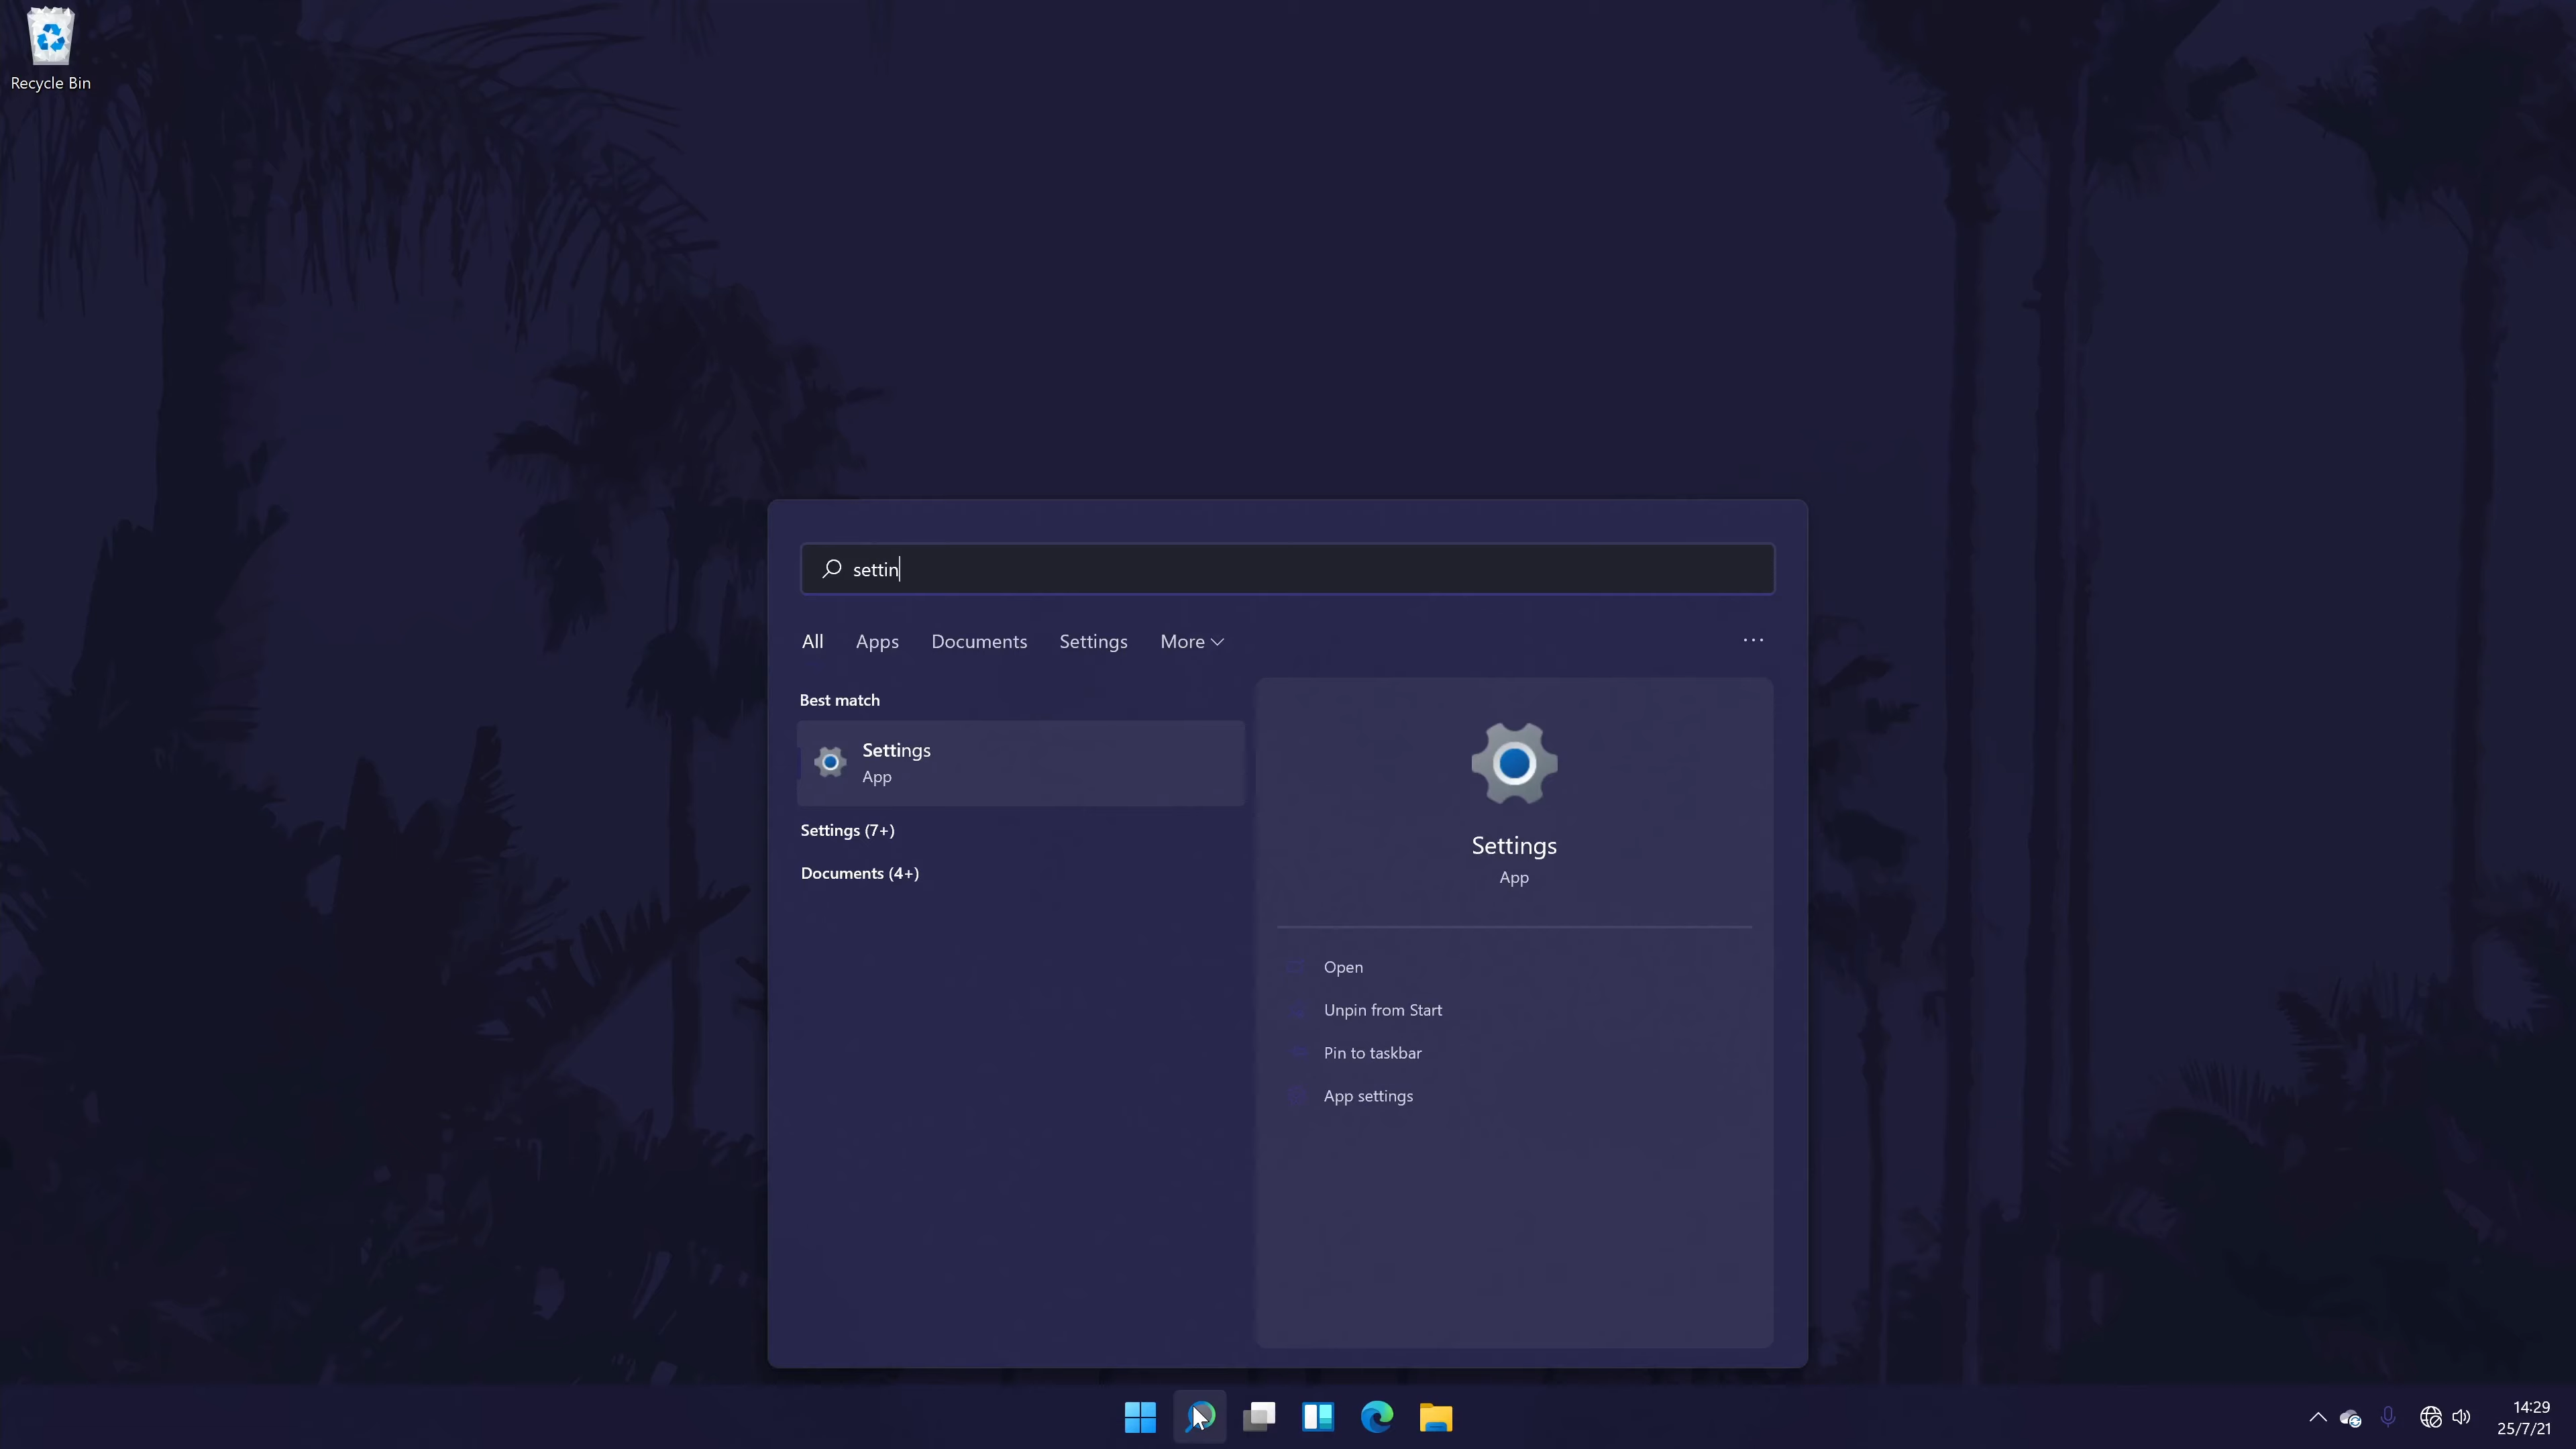 Recycle Bin
settin
All Apps Documents Settings More ...
Best match
Settings
App
Settings (7+)
Documents (4+)
Settings
App
Open
Unpin from Start
Pin to taskbar
App settings
14:29
25/7/21